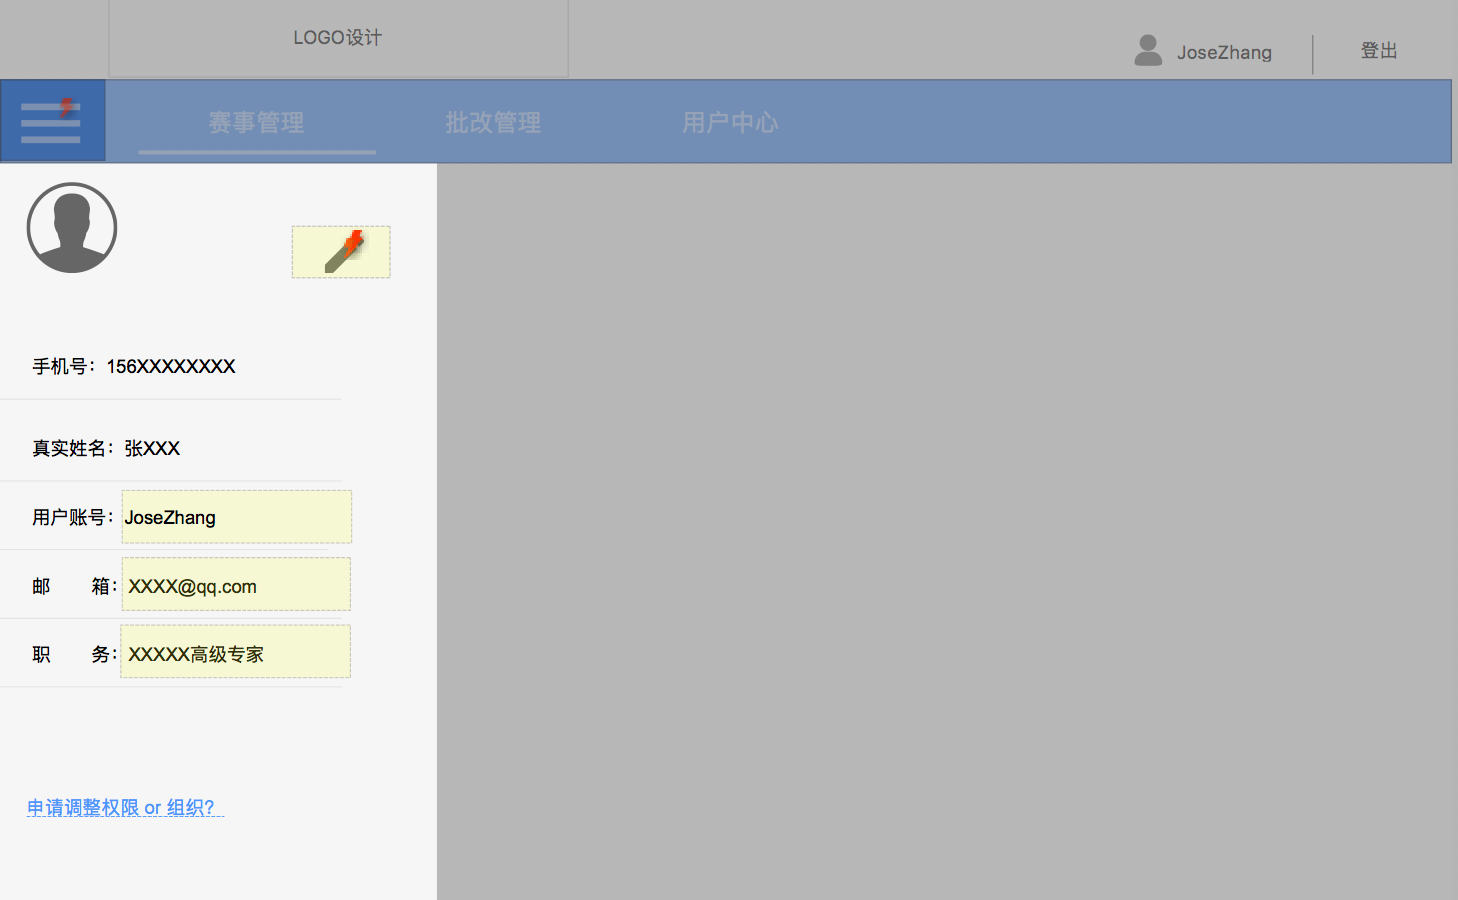 LOGO设计
JoseZhang
登出
赛事管理
批改管理
用户中心
手机号：156XXXXXXXX
真实姓名：张XXX
用户账号：JoseZhang
邮 箱：XXXX@qq.com
职 务：XXXXX高级专家
申请调整权限 or 组织？